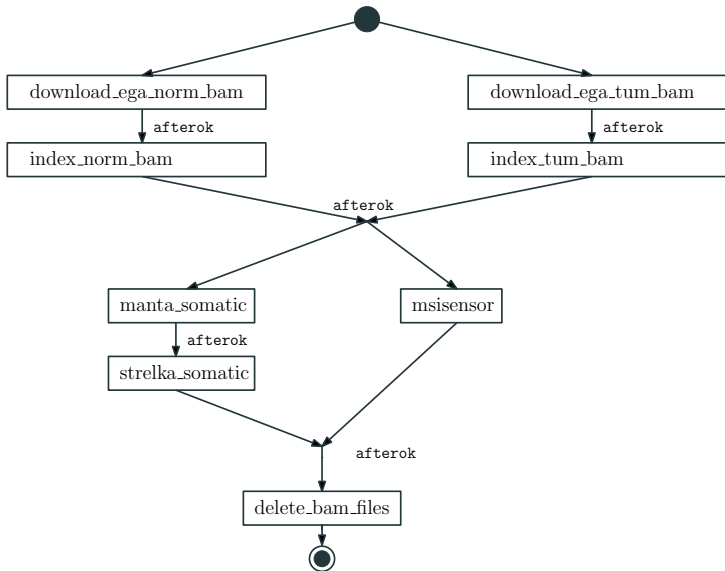 download_ega_norm_bam
download_ega_tum_bam
afterok
afterok
index_norm_bam
index_tum_bam
afterok
manta_somatic
msisensor
afterok
strelka_somatic
afterok
delete_bam_files